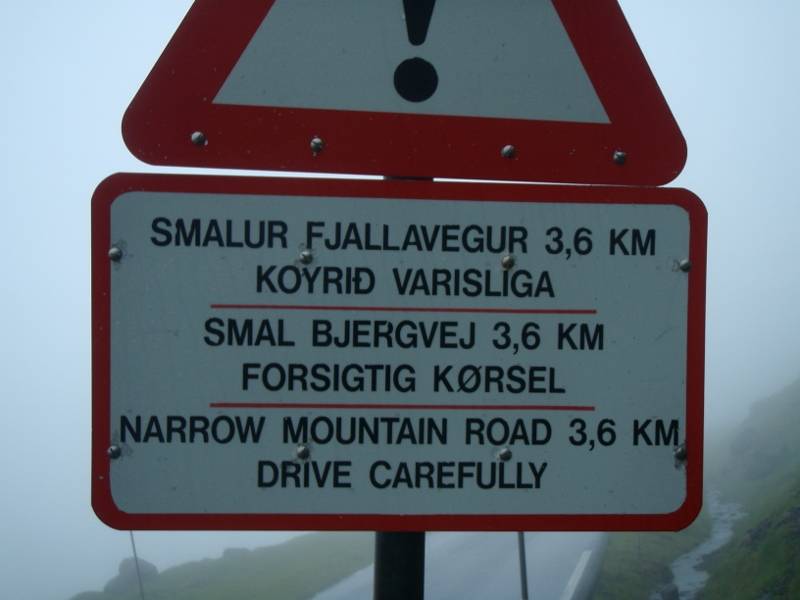 SMALUR FJALLAVEGUR 3,6 KM
KOYRIÐ VARISLIGA
SMAL BJERGVEJ 3,6 KM
FORSIGTIG KØRSEL
NARROW MOUNTAIN ROAD 3,6 KM
DRIVE CAREFULLY